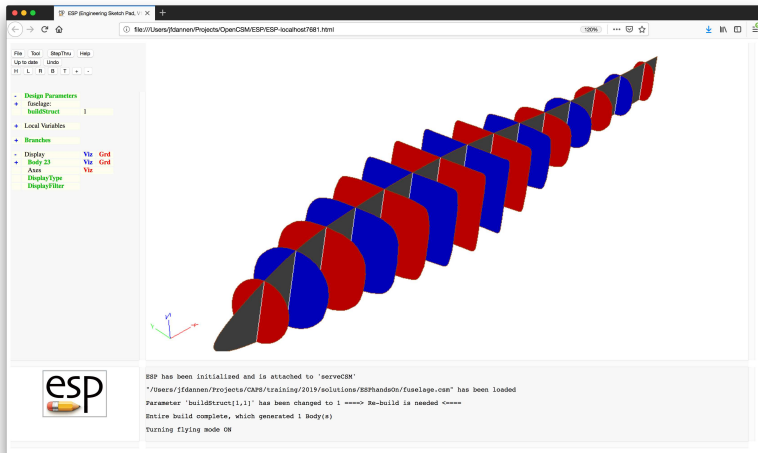 ESP (Engineering Sketch Pad, V
file:///Users/jfdannen/Projects/OpenCSM/ESP/ESP-localhost7681.html
120%
File Tool StepThru Help
Up to date Undo
H L R B T + -
- Design Parameters
+ fuselage:
buildStruct 1
+ Local Variables
+ Branches
- Display Viz Grd
+ Body 23 Viz Grd
Axes Viz
DisplayType
DisplayFilter
Y Z X
esp
ESP has been initialized and is attached to 'serveCSM'
"/Users/jfdannen/Projects/CAPS/training/2019/solutions/ESPhandsOn/fuselage.csm" has been loaded
Parameter 'buildStruct[1,1]' has been changed to 1 ====> Re-build is needed <====
Entire build complete, which generated 1 Body(s)
Turning flying mode ON